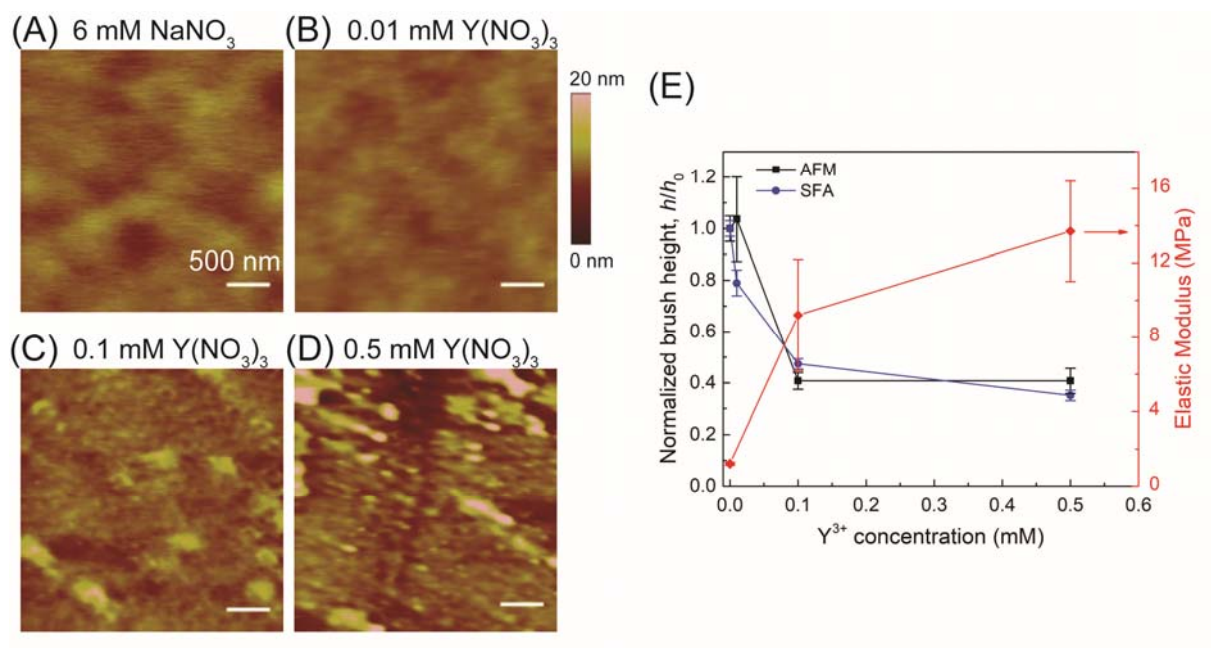 (A) 6 mM NaNO₃
(B) 0.01 mM Y(NO₃)₃
500 nm
20 nm
0 nm
(C) 0.1 mM Y(NO₃)₃
(D) 0.5 mM Y(NO₃)₃
(E)
AFM
SFA
Normalized brush height, h/h₀
1.2
1.0
0.8
0.6
0.4
0.2
0.0
0.0 0.1 0.2 0.3 0.4 0.5 0.6
Y³⁺ concentration (mM)
16
12
8
4
0
Elastic Modulus (MPa)